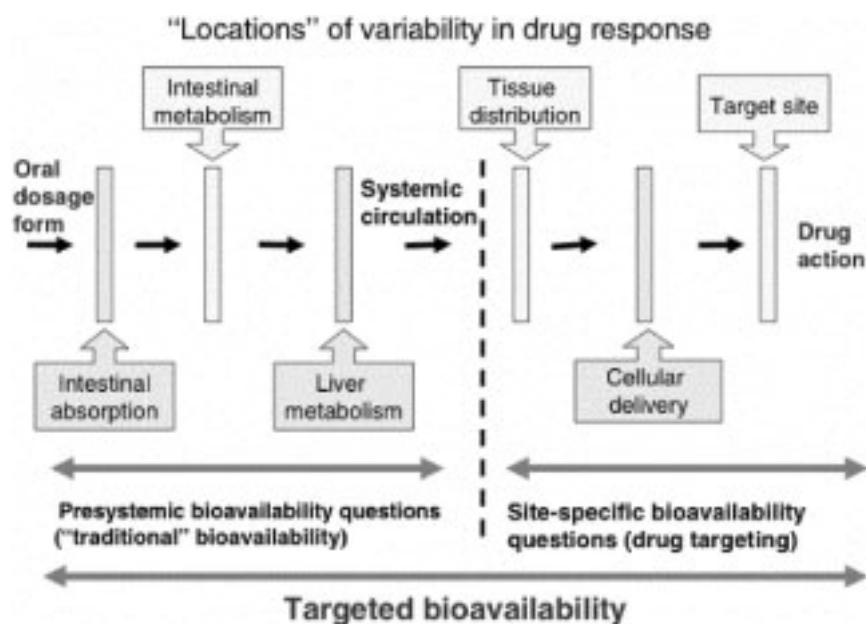 “Locations” of variability in drug response
Intestinal
metabolism
Tissue
distribution
Target site
Oral
dosage
form
Systemic
circulation
Drug
action
Intestinal
absorption
Liver
metabolism
Cellular
delivery
Presystemic bioavailability questions
(“traditional” bioavailability)
Site-specific bioavailability
questions (drug targeting)
Targeted bioavailability